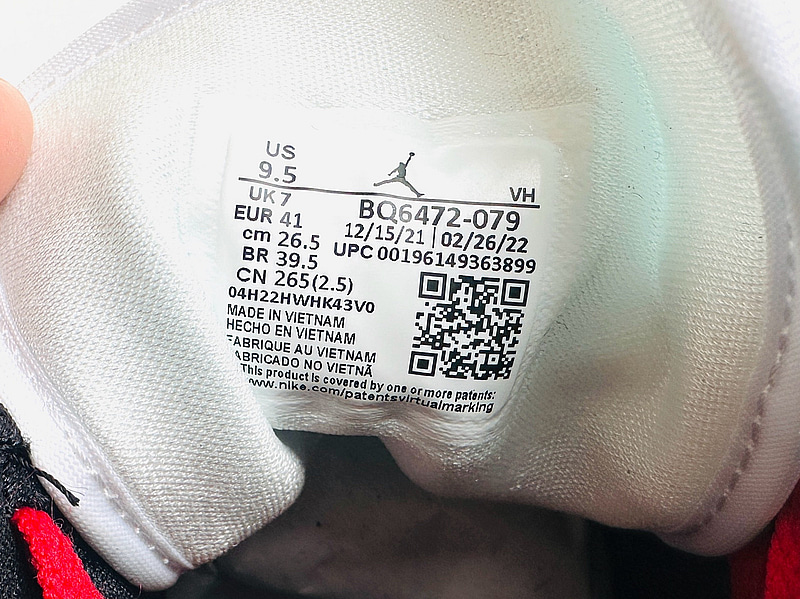 US
9.5
VH
UK 7
BQ6472-079
EUR 41
12/15/21 | 02/26/22
cm 26.5
UPC 00196149363899
BR 39.5
CN 265(2.5)
04H22HWHK43V0
MADE IN VIETNAM
HECHO EN VIETNAM
FABRIQUE AU VIETNAM
FABRICADO NO VIETNÃ
This product is covered by one or more patents:
www.nike.com/patentsvirtualmarking